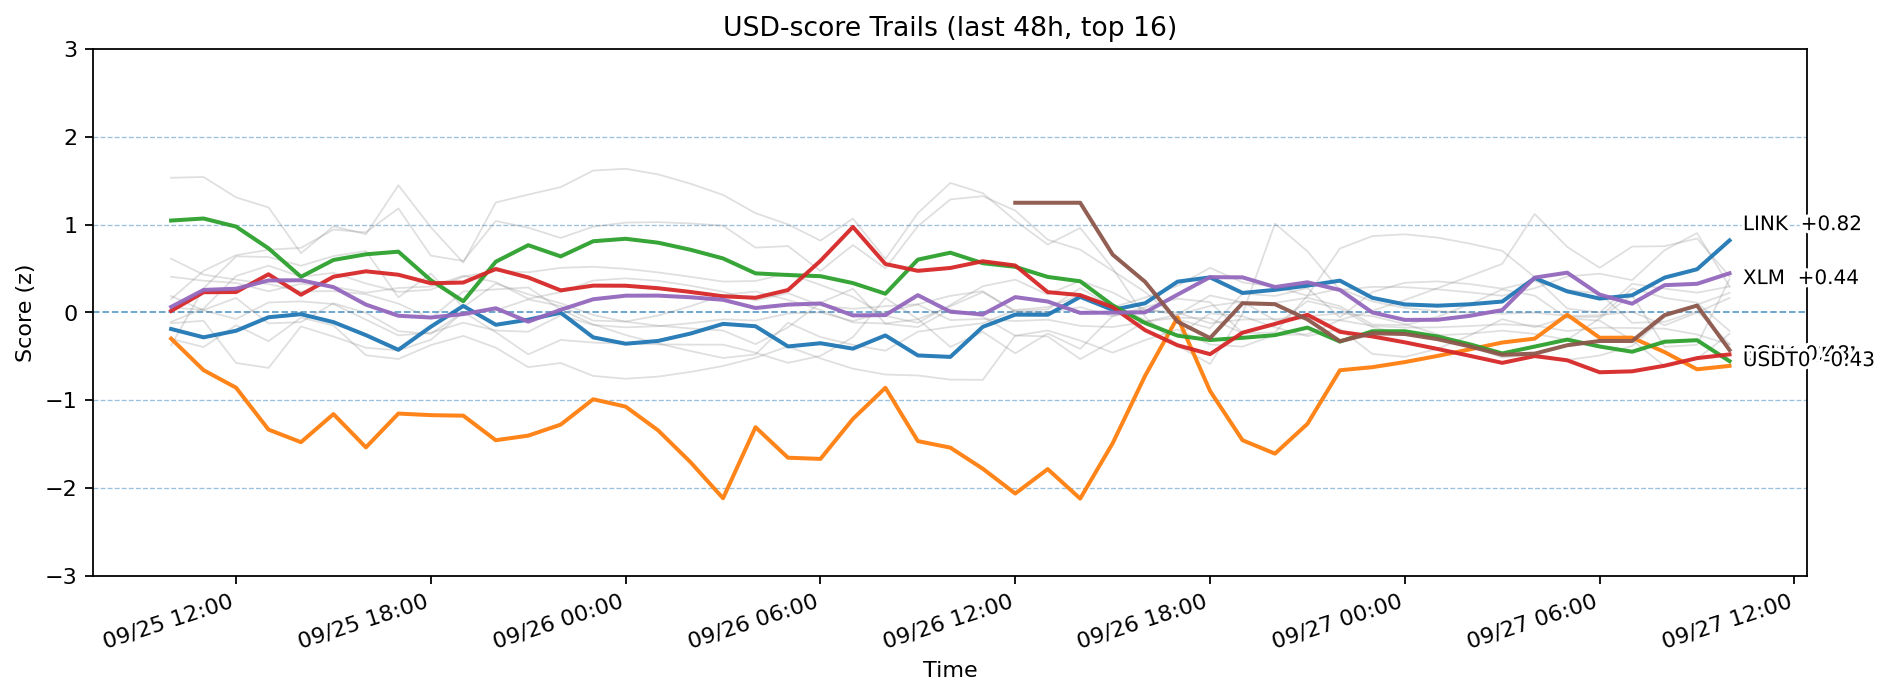 USD-score Trails (last 48h, top 16)
Score (z)
3
2
1
0
−1
−2
−3
LINK +0.82
XLM +0.44
USDT0 -0.43
09/25 12:00
09/25 18:00
09/26 00:00
09/26 06:00
09/26 12:00
09/26 18:00
09/27 00:00
09/27 06:00
09/27 12:00
Time